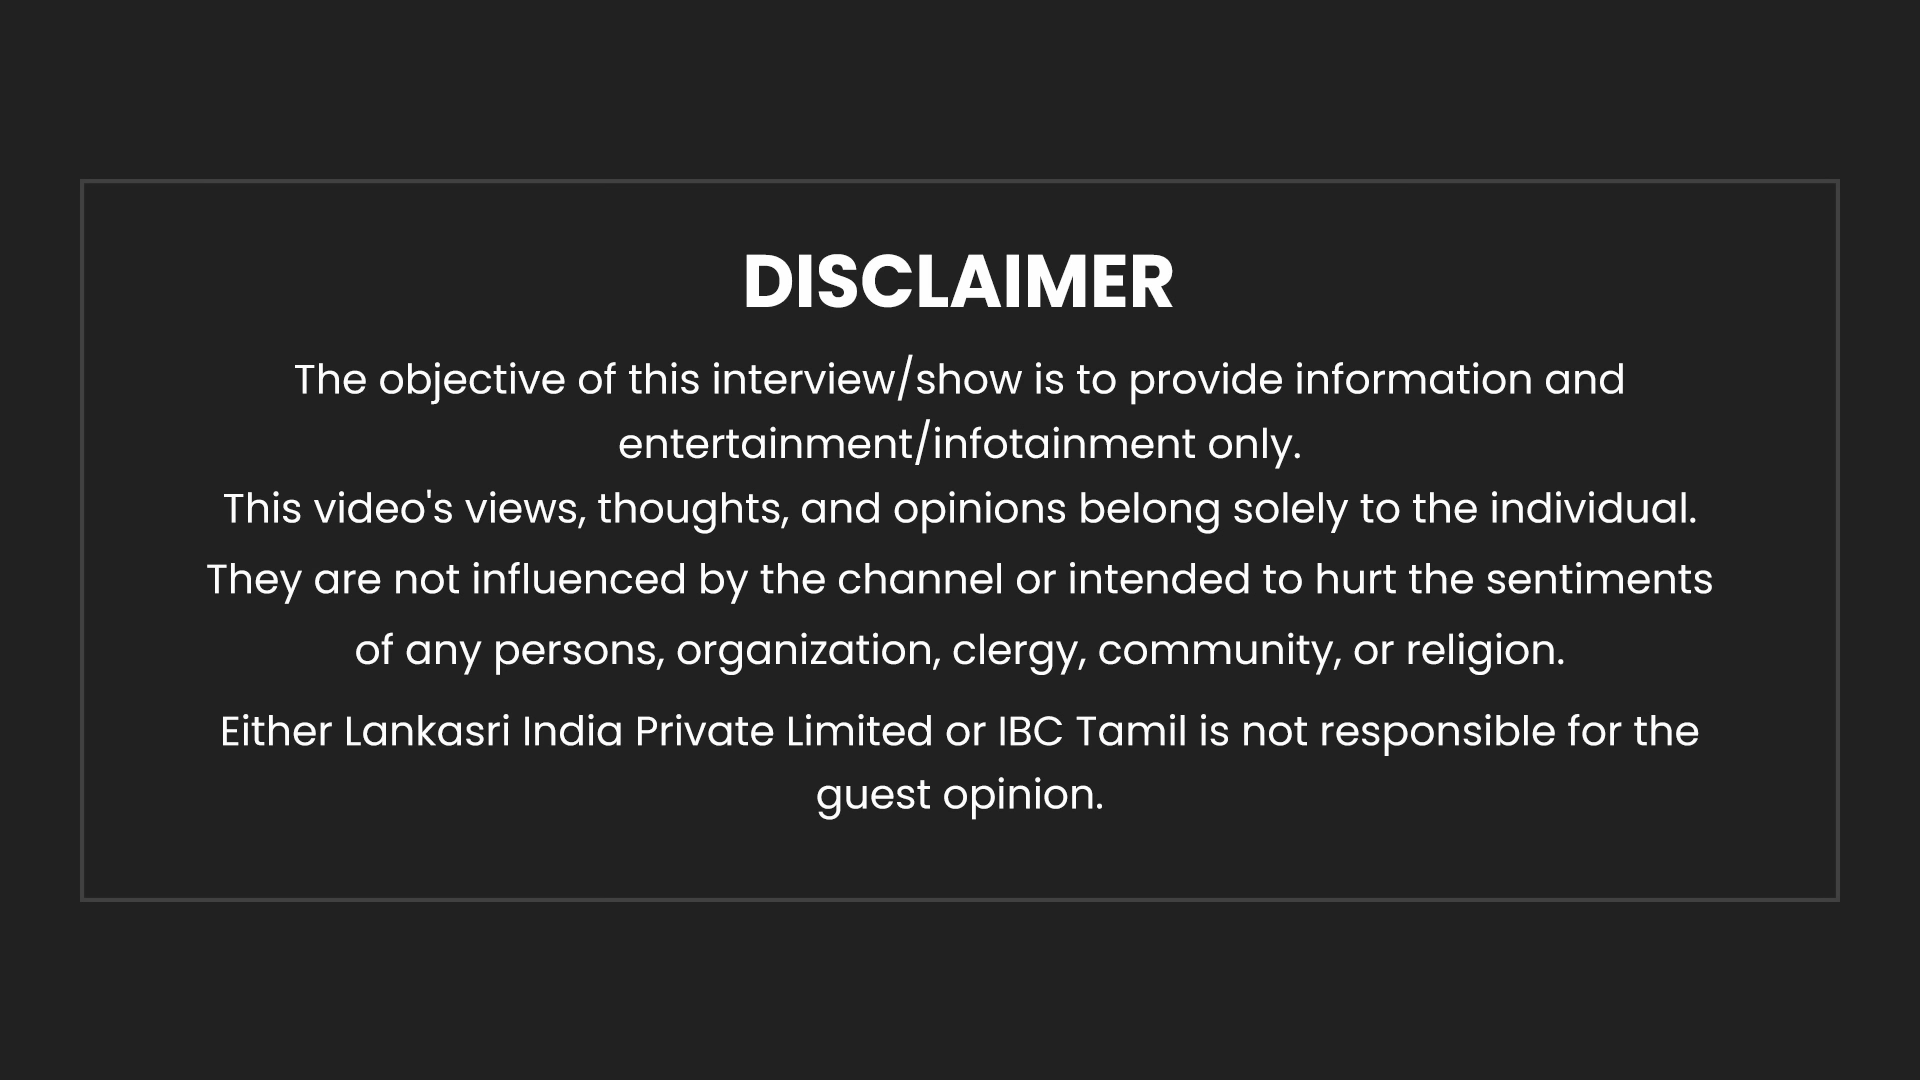 DISCLAIMER
The objective of this interview/show is to provide information and
entertainment/infotainment only.
This video's views, thoughts, and opinions belong solely to the individual.
They are not influenced by the channel or intended to hurt the sentiments
of any persons, organization, clergy, community, or religion.
Either Lankasri India Private Limited or IBC Tamil is not responsible for the
guest opinion.